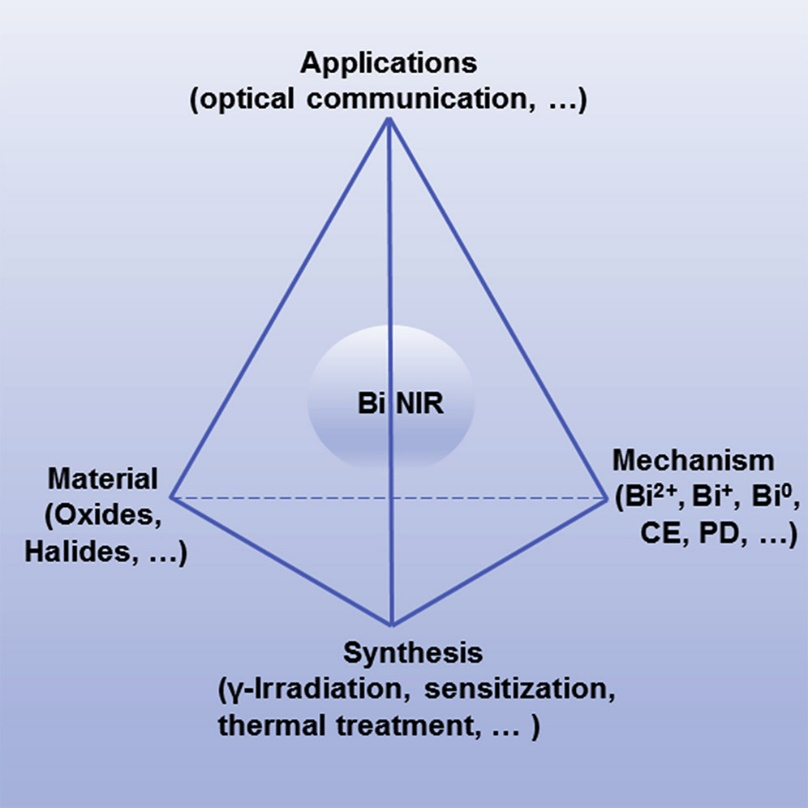 Applications
(optical communication, …)
Bi NIR
Material
(Oxides,
Halides, …)
Mechanism
(Bi²⁺, Bi⁺, Bi⁰,
CE, PD, …)
Synthesis
(γ-Irradiation, sensitization,
thermal treatment, … )